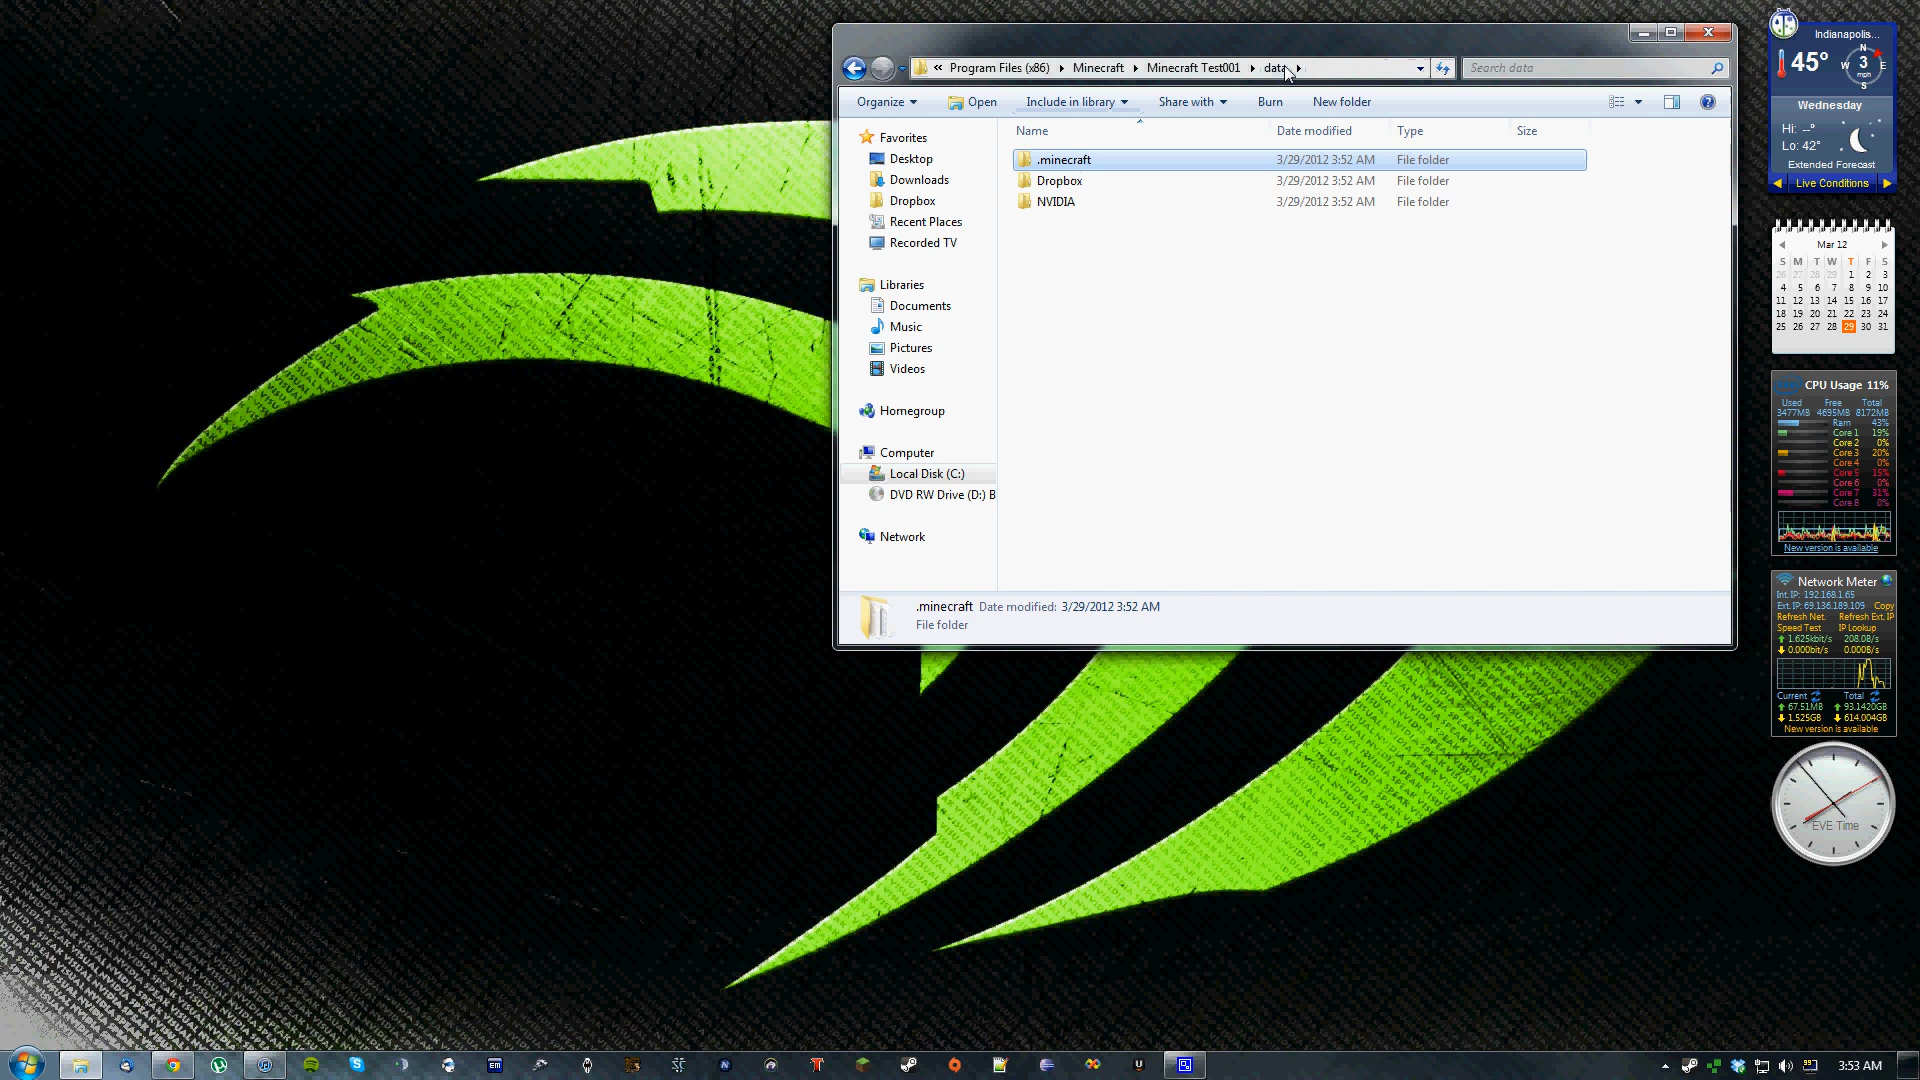 « Program Files (x86) Minecraft Minecraft Test001 data
Search data
Organize Open Include in library Share with Burn New folder
Name Date modified Type Size
.minecraft 3/29/2012 3:52 AM File folder
Dropbox 3/29/2012 3:52 AM File folder
NVIDIA 3/29/2012 3:52 AM File folder
Favorites
Desktop
Downloads
Dropbox
Recent Places
Recorded TV
Libraries
Documents
Music
Pictures
Videos
Homegroup
Computer
Local Disk (C:)
DVD RW Drive (D:) B
Network
.minecraft Date modified: 3/29/2012 3:52 AM
File folder
Indianapolis...
45°
N
W 3 E
mph
S
Wednesday
Hi: --°
Lo: 42°
Extended Forecast
Live Conditions
Mar 12
S M T W T F S
26 27 28 29 1 2 3
4 5 6 7 8 9 10
11 12 13 14 15 16 17
18 19 20 21 22 23 24
25 26 27 28 29 30 31
CPU Usage 11%
Used Free Total
3477MB 4695MB 8172MB
Ram 43%
Core 1 19%
Core 2 0%
Core 3 20%
Core 4 0%
Core 5 15%
Core 6 0%
Core 7 31%
Core 8 0%
New version is available
Network Meter
Int. IP: 192.168.1.65
Ext. IP: 69.136.189.109 Copy
Refresh Net. Refresh Ext. IP
Speed Test IP Lookup
1.625kbit/s 208.0B/s
0.000bit/s 0.000B/s
Current Total
67.51MB 93.1420GB
1.525GB 614.004GB
New version is available
EVE Time
3:53 AM